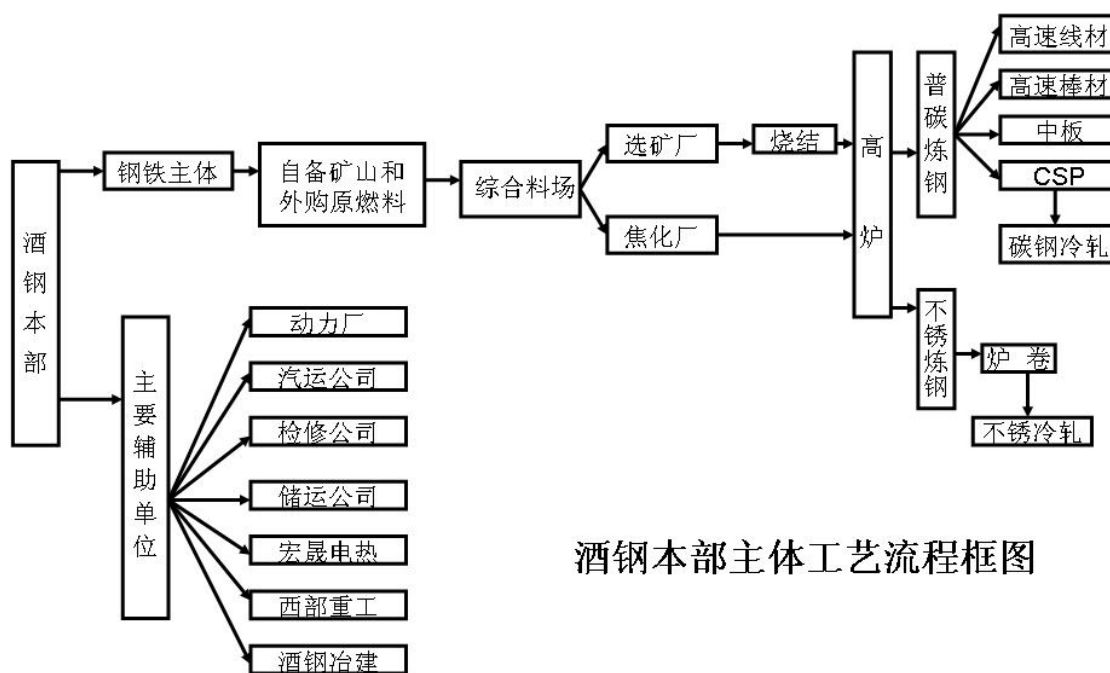 酒钢本部
钢铁主体
自备矿山和
外购原燃料
综合料场
选矿厂
烧结
焦化厂
高炉
普碳炼钢
高速线材
高速棒材
中板
CSP
碳钢冷轧
不锈炼钢
炉卷
不锈冷轧
主要辅助单位
动力厂
汽运公司
检修公司
储运公司
宏晟电热
西部重工
酒钢冶建
酒钢本部主体工艺流程框图